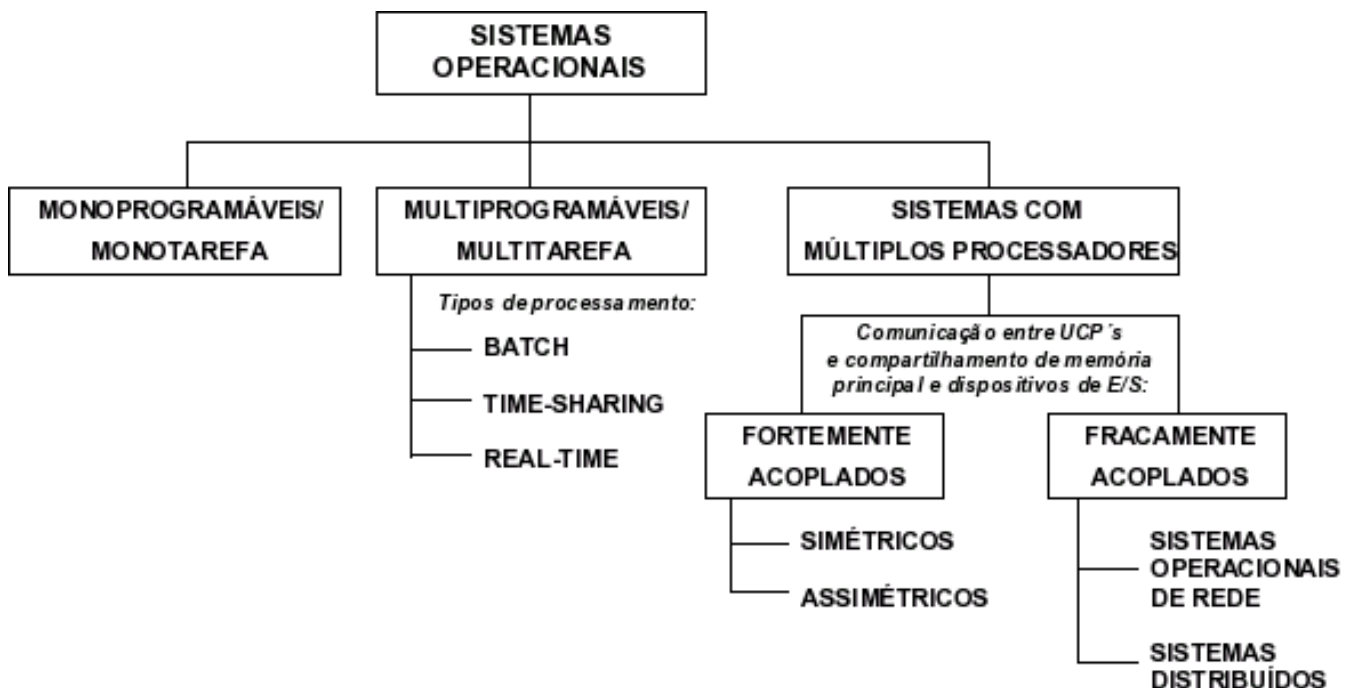 SISTEMAS
OPERACIONAIS
MONOPROGRAMÁVEIS/
MONOTAREFA
MULTIPROGRAMÁVEIS/
MULTITAREFA
SISTEMAS COM
MÚLTIPLOS PROCESSADORES
Tipos de processamento:
BATCH
TIME-SHARING
REAL-TIME
Comunicação entre UCP´s
e compartilhamento de memória
principal e dispositivos de E/S:
FORTEMENTE
ACOPLADOS
SIMÉTRICOS
ASSIMÉTRICOS
FRACAMENTE
ACOPLADOS
SISTEMAS
OPERACIONAIS
DE REDE
SISTEMAS
DISTRIBUÍDOS